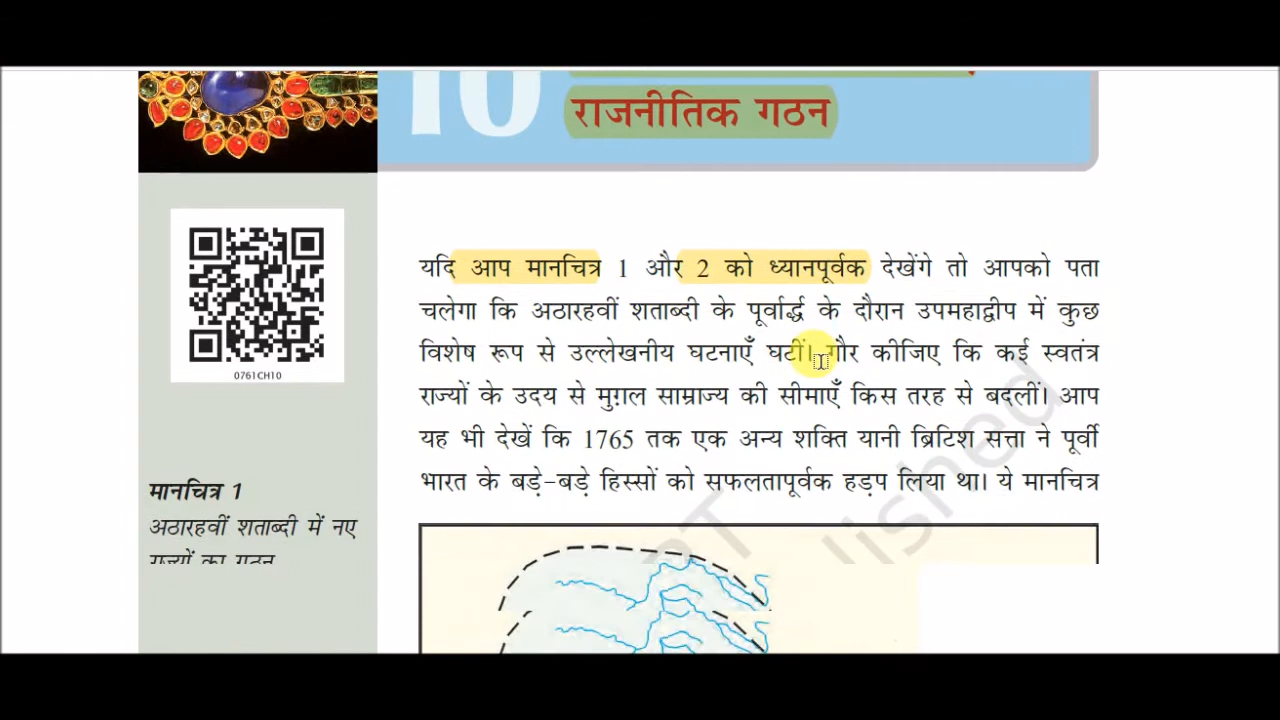 10
राजनीतिक गठन
यदि आप मानचित्र 1 और 2 को ध्यानपूर्वक देखेंगे तो आपको पता
चलेगा कि अठारहवीं शताब्दी के पूर्वार्द्ध के दौरान उपमहाद्वीप में कुछ
विशेष रूप से उल्लेखनीय घटनाएँ घटीं। गौर कीजिए कि कई स्वतंत्र
राज्यों के उदय से मुग़ल साम्राज्य की सीमाएँ किस तरह से बदलीं। आप
यह भी देखें कि 1765 तक एक अन्य शक्ति यानी ब्रिटिश सत्ता ने पूर्वी
भारत के बड़े-बड़े हिस्सों को सफलतापूर्वक हड़प लिया था। ये मानचित्र
0761CH10
मानचित्र 1
अठारहवीं शताब्दी में नए
राज्यों का गठन